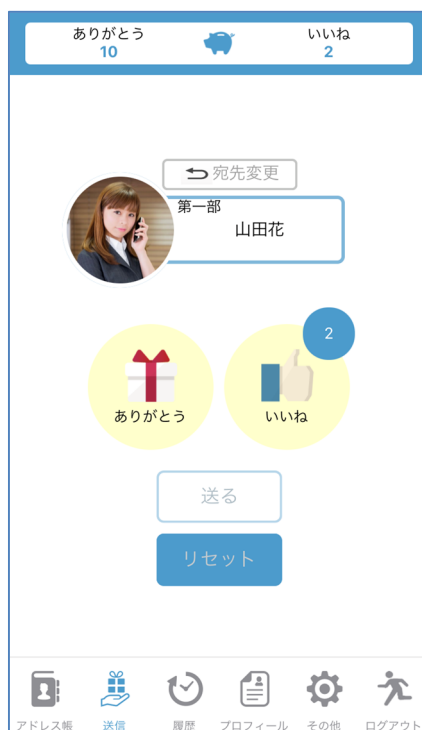 ありがとう
10
いいね
2
宛先変更
第一部
山田花
2
ありがとう
いいね
送る
リセット
アドレス帳
送信
履歴
プロフィール
その他
ログアウト